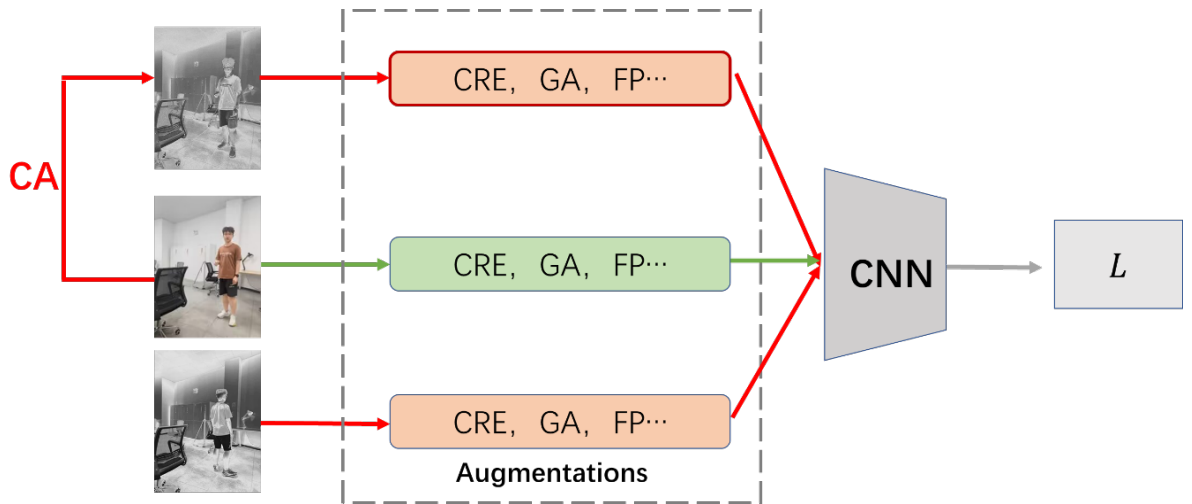 CRE, GA, FP…
CA
CRE, GA, FP…
CNN
L
CRE, GA, FP…
Augmentations